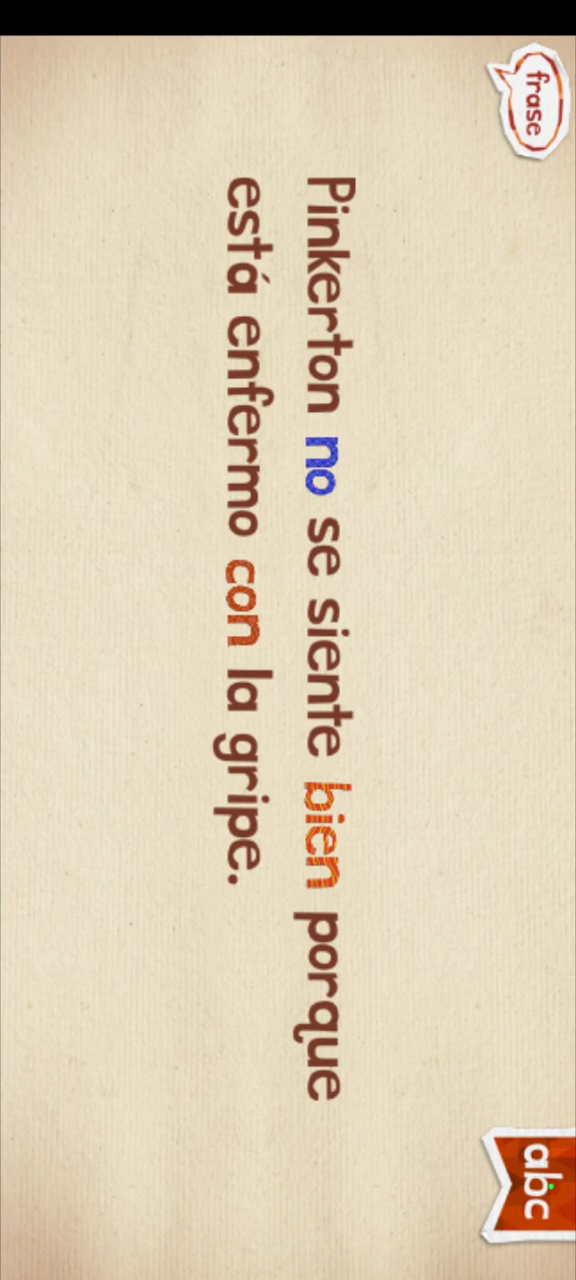 frase
Pinkerton no se siente bien porque
está enfermo con la gripe.
abc